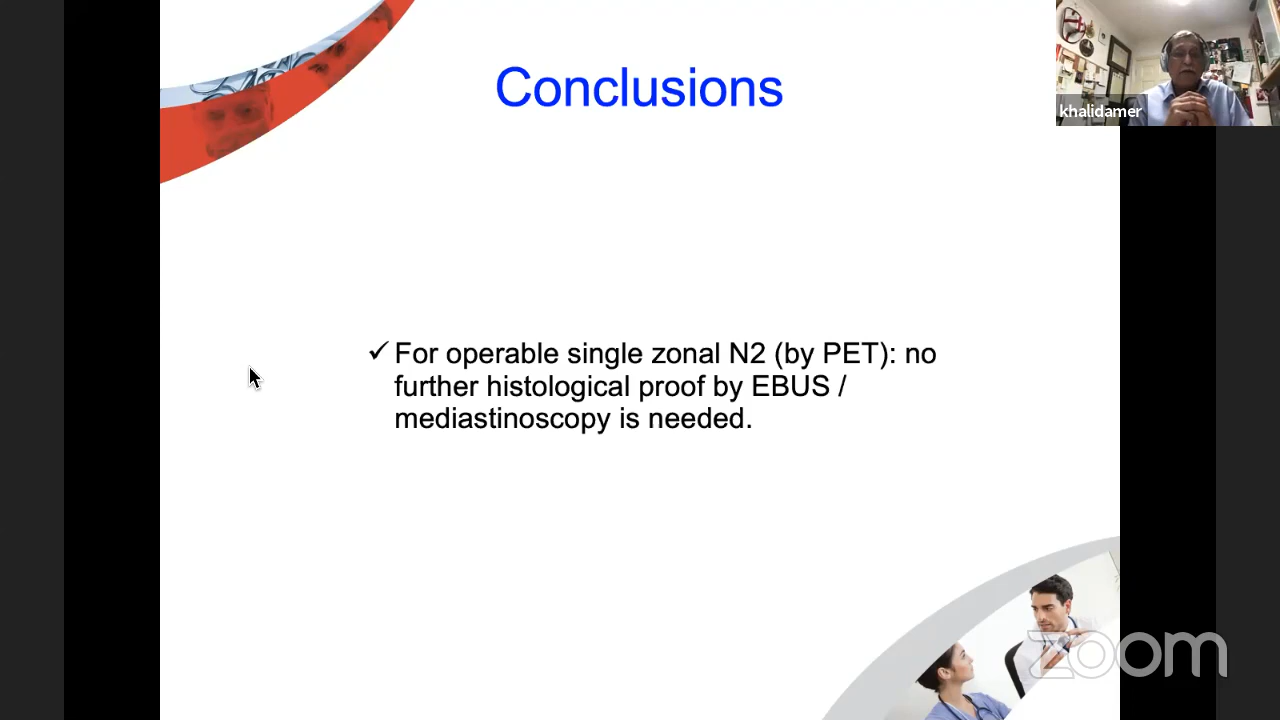 Conclusions
khalidamer
✓ For operable single zonal N2 (by PET): no
further histological proof by EBUS /
mediastinoscopy is needed.
zoom